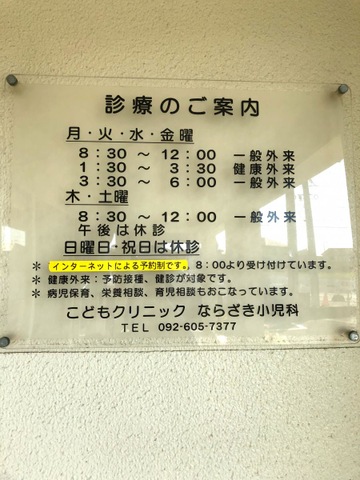 診療のご案内
月・火・水・金曜
8：30 ～ 12：00 一般外来
1：30 ～ 3：30 健康外来
3：30 ～ 6：00 一般外来
木・土曜
8：30 ～ 12：00 一般外来
午後は休診
日曜日・祝日は休診
＊ インターネットによる予約制です。8：00より受け付けています。
＊ 健康外来：予防接種、健診が対象です。
＊ 病児保育、栄養相談、育児相談もおこなっています。
こどもクリニック ならざき小児科
TEL 092-605-7377